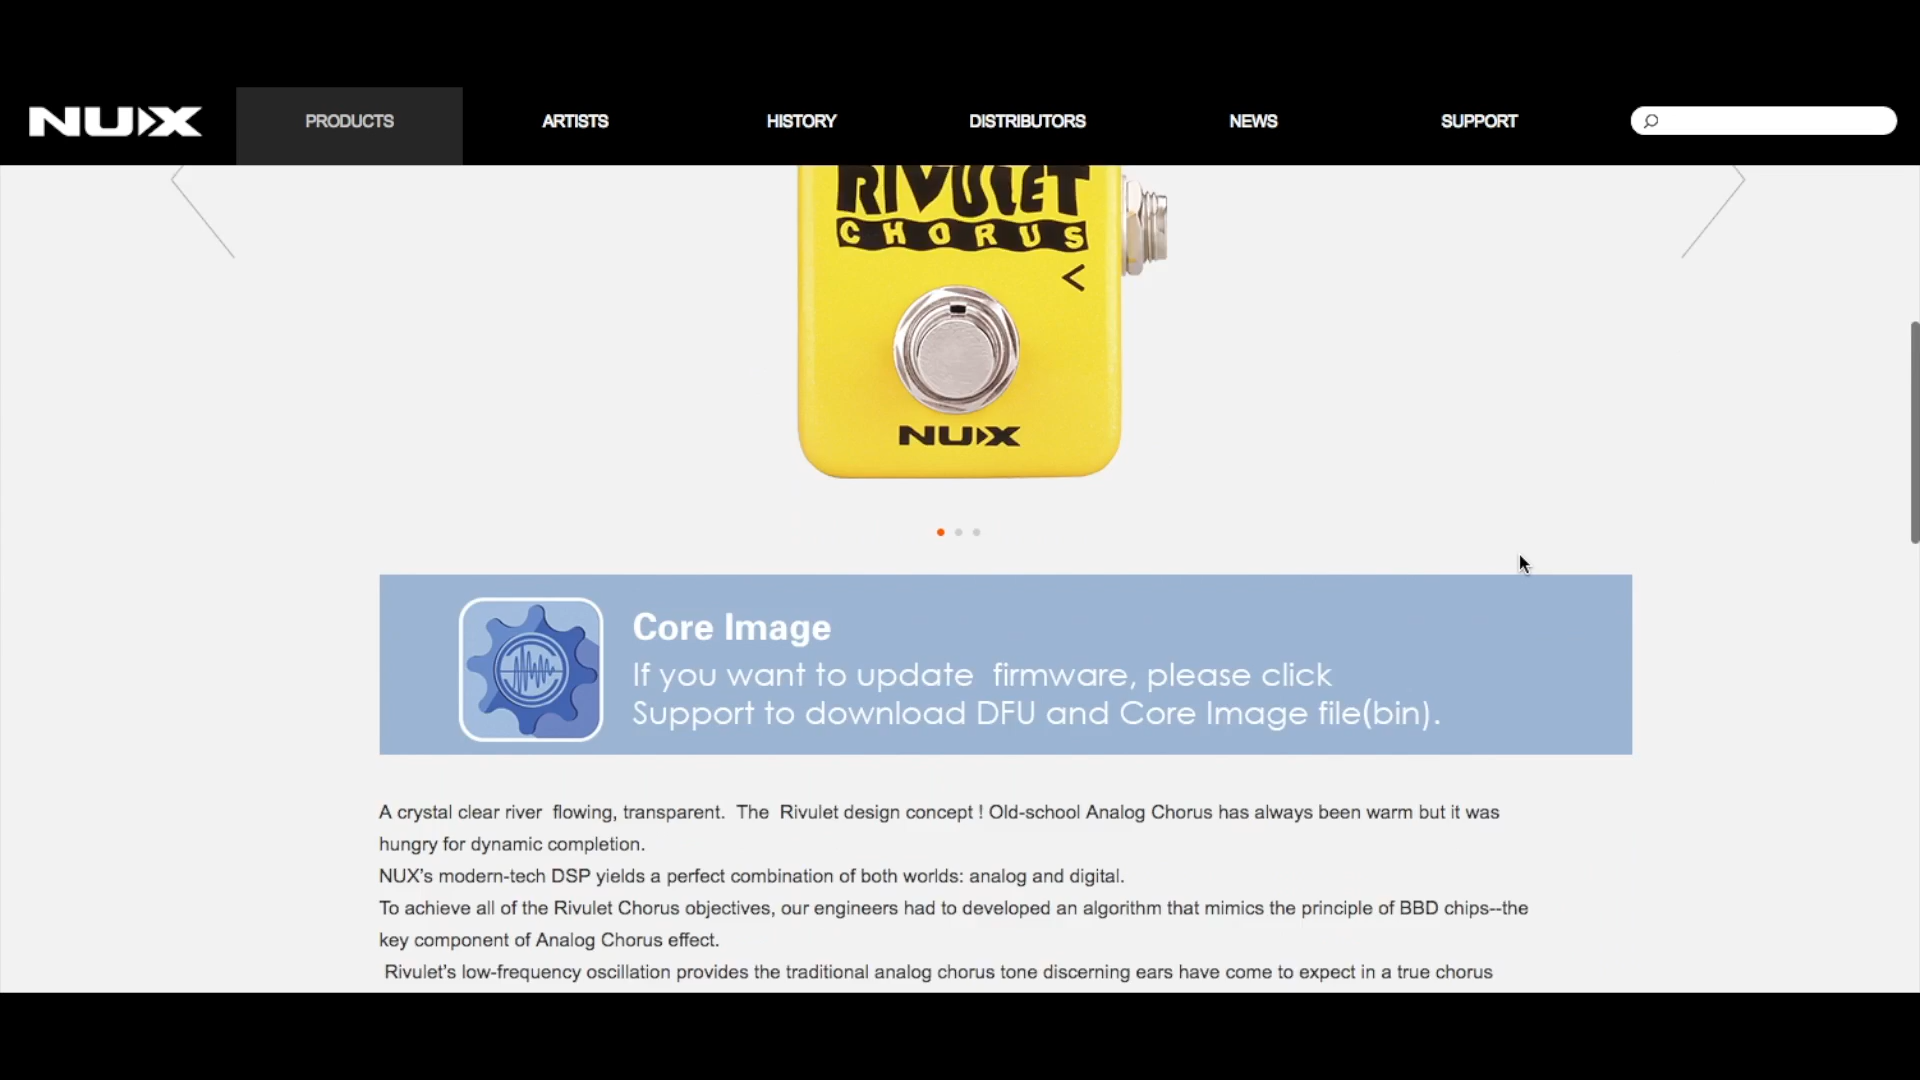 NUX
PRODUCTS
ARTISTS
HISTORY
DISTRIBUTORS
NEWS
SUPPORT
RIVULET
CHORUS
NUX
Core Image
If you want to update firmware, please click
Support to download DFU and Core Image file(bin).
A crystal clear river flowing, transparent. The Rivulet design concept ! Old-school Analog Chorus has always been warm but it was
hungry for dynamic completion.
NUX’s modern-tech DSP yields a perfect combination of both worlds: analog and digital.
To achieve all of the Rivulet Chorus objectives, our engineers had to developed an algorithm that mimics the principle of BBD chips--the
key component of Analog Chorus effect.
Rivulet’s low-frequency oscillation provides the traditional analog chorus tone discerning ears have come to expect in a true chorus